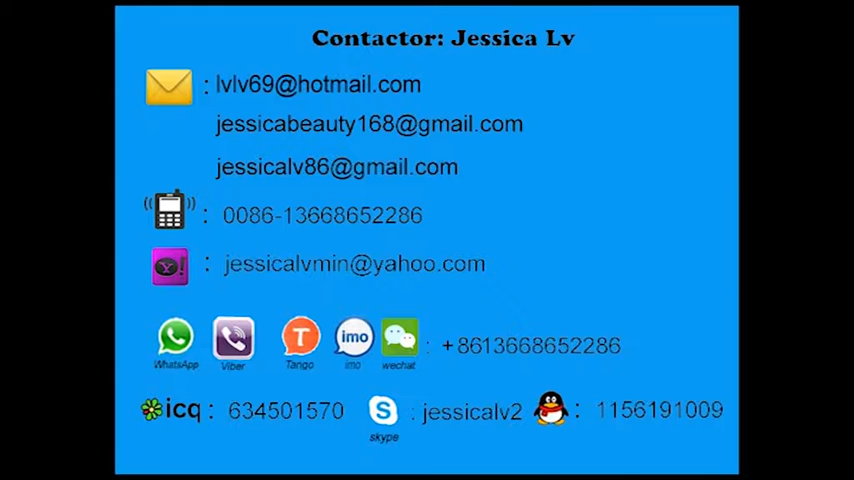 Contactor: Jessica Lv
: lvlv69@hotmail.com
jessicabeauty168@gmail.com
jessicalv86@gmail.com
: 0086-13668652286
Y! : jessicalvmin@yahoo.com
T imo : +8613668652286
WhatsApp Viber Tango imo wechat
icq : 634501570 S : jessicalv2 : 1156191009
skype